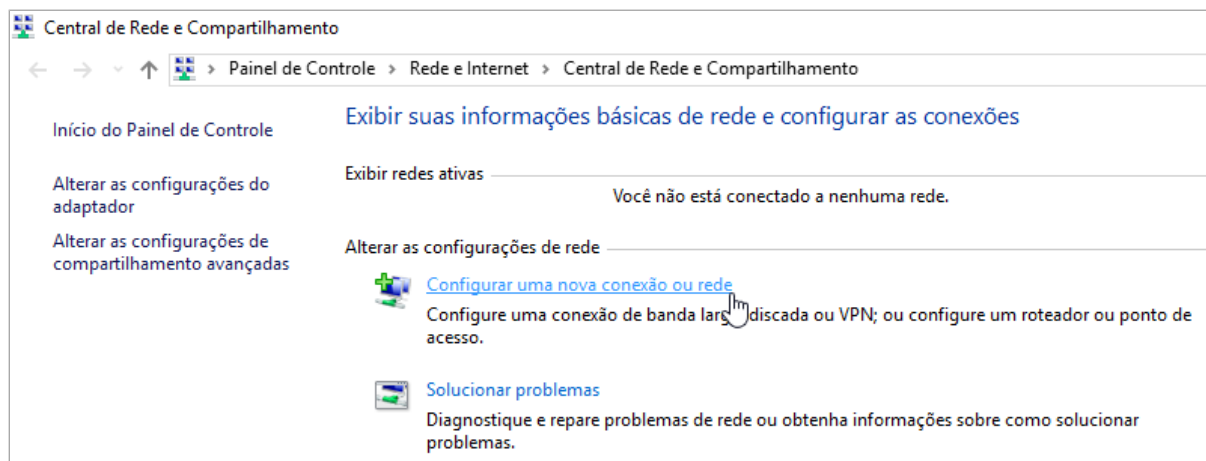 Central de Rede e Compartilhamento
Painel de Controle > Rede e Internet > Central de Rede e Compartilhamento
Início do Painel de Controle
Alterar as configurações do
adaptador
Alterar as configurações de
compartilhamento avançadas
Exibir suas informações básicas de rede e configurar as conexões
Exibir redes ativas
Você não está conectado a nenhuma rede.
Alterar as configurações de rede
Configurar uma nova conexão ou rede
Configure uma conexão de banda discada ou VPN; ou configure um roteador ou ponto de
acesso.
Solucionar problemas
Diagnostique e repare problemas de rede ou obtenha informações sobre como solucionar
problemas.